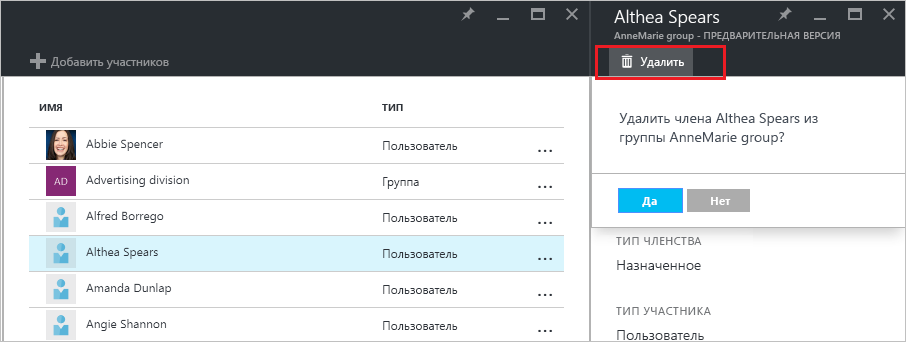 Добавить участников
ИМЯ ТИП
Abbie Spencer Пользователь ...
AD Advertising division Группа ...
Alfred Borrego Пользователь ...
Althea Spears Пользователь ...
Amanda Dunlap Пользователь ...
Angie Shannon Пользователь ...
Althea Spears
AnneMarie group - ПРЕДВАРИТЕЛЬНАЯ ВЕРСИЯ
Удалить
Удалить члена Althea Spears из
группы AnneMarie group?
Да Нет
ТИП ЧЛЕНСТВА
Назначенное
ТИП УЧАСТНИКА
Пользователь